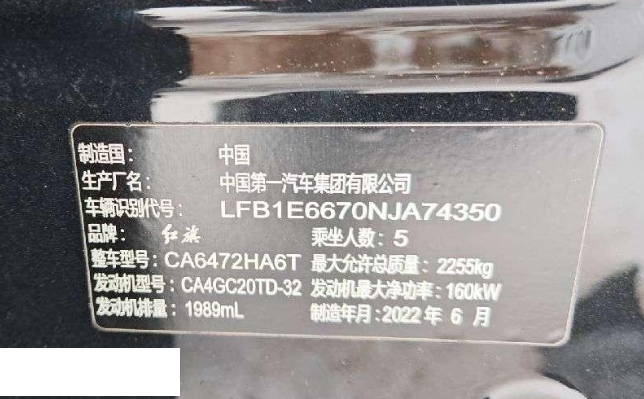 制造国： 中国
生产厂名： 中国第一汽车集团有限公司
车辆识别代号： LFB1E6670NJA74350
品牌： 红旗 乘坐人数：5
整车型号：CA6472HA6T 最大允许总质量：2255kg
发动机型号：CA4GC20TD-32 发动机最大净功率：160kW
发动机排量：1989mL 制造年月：2022年 6 月